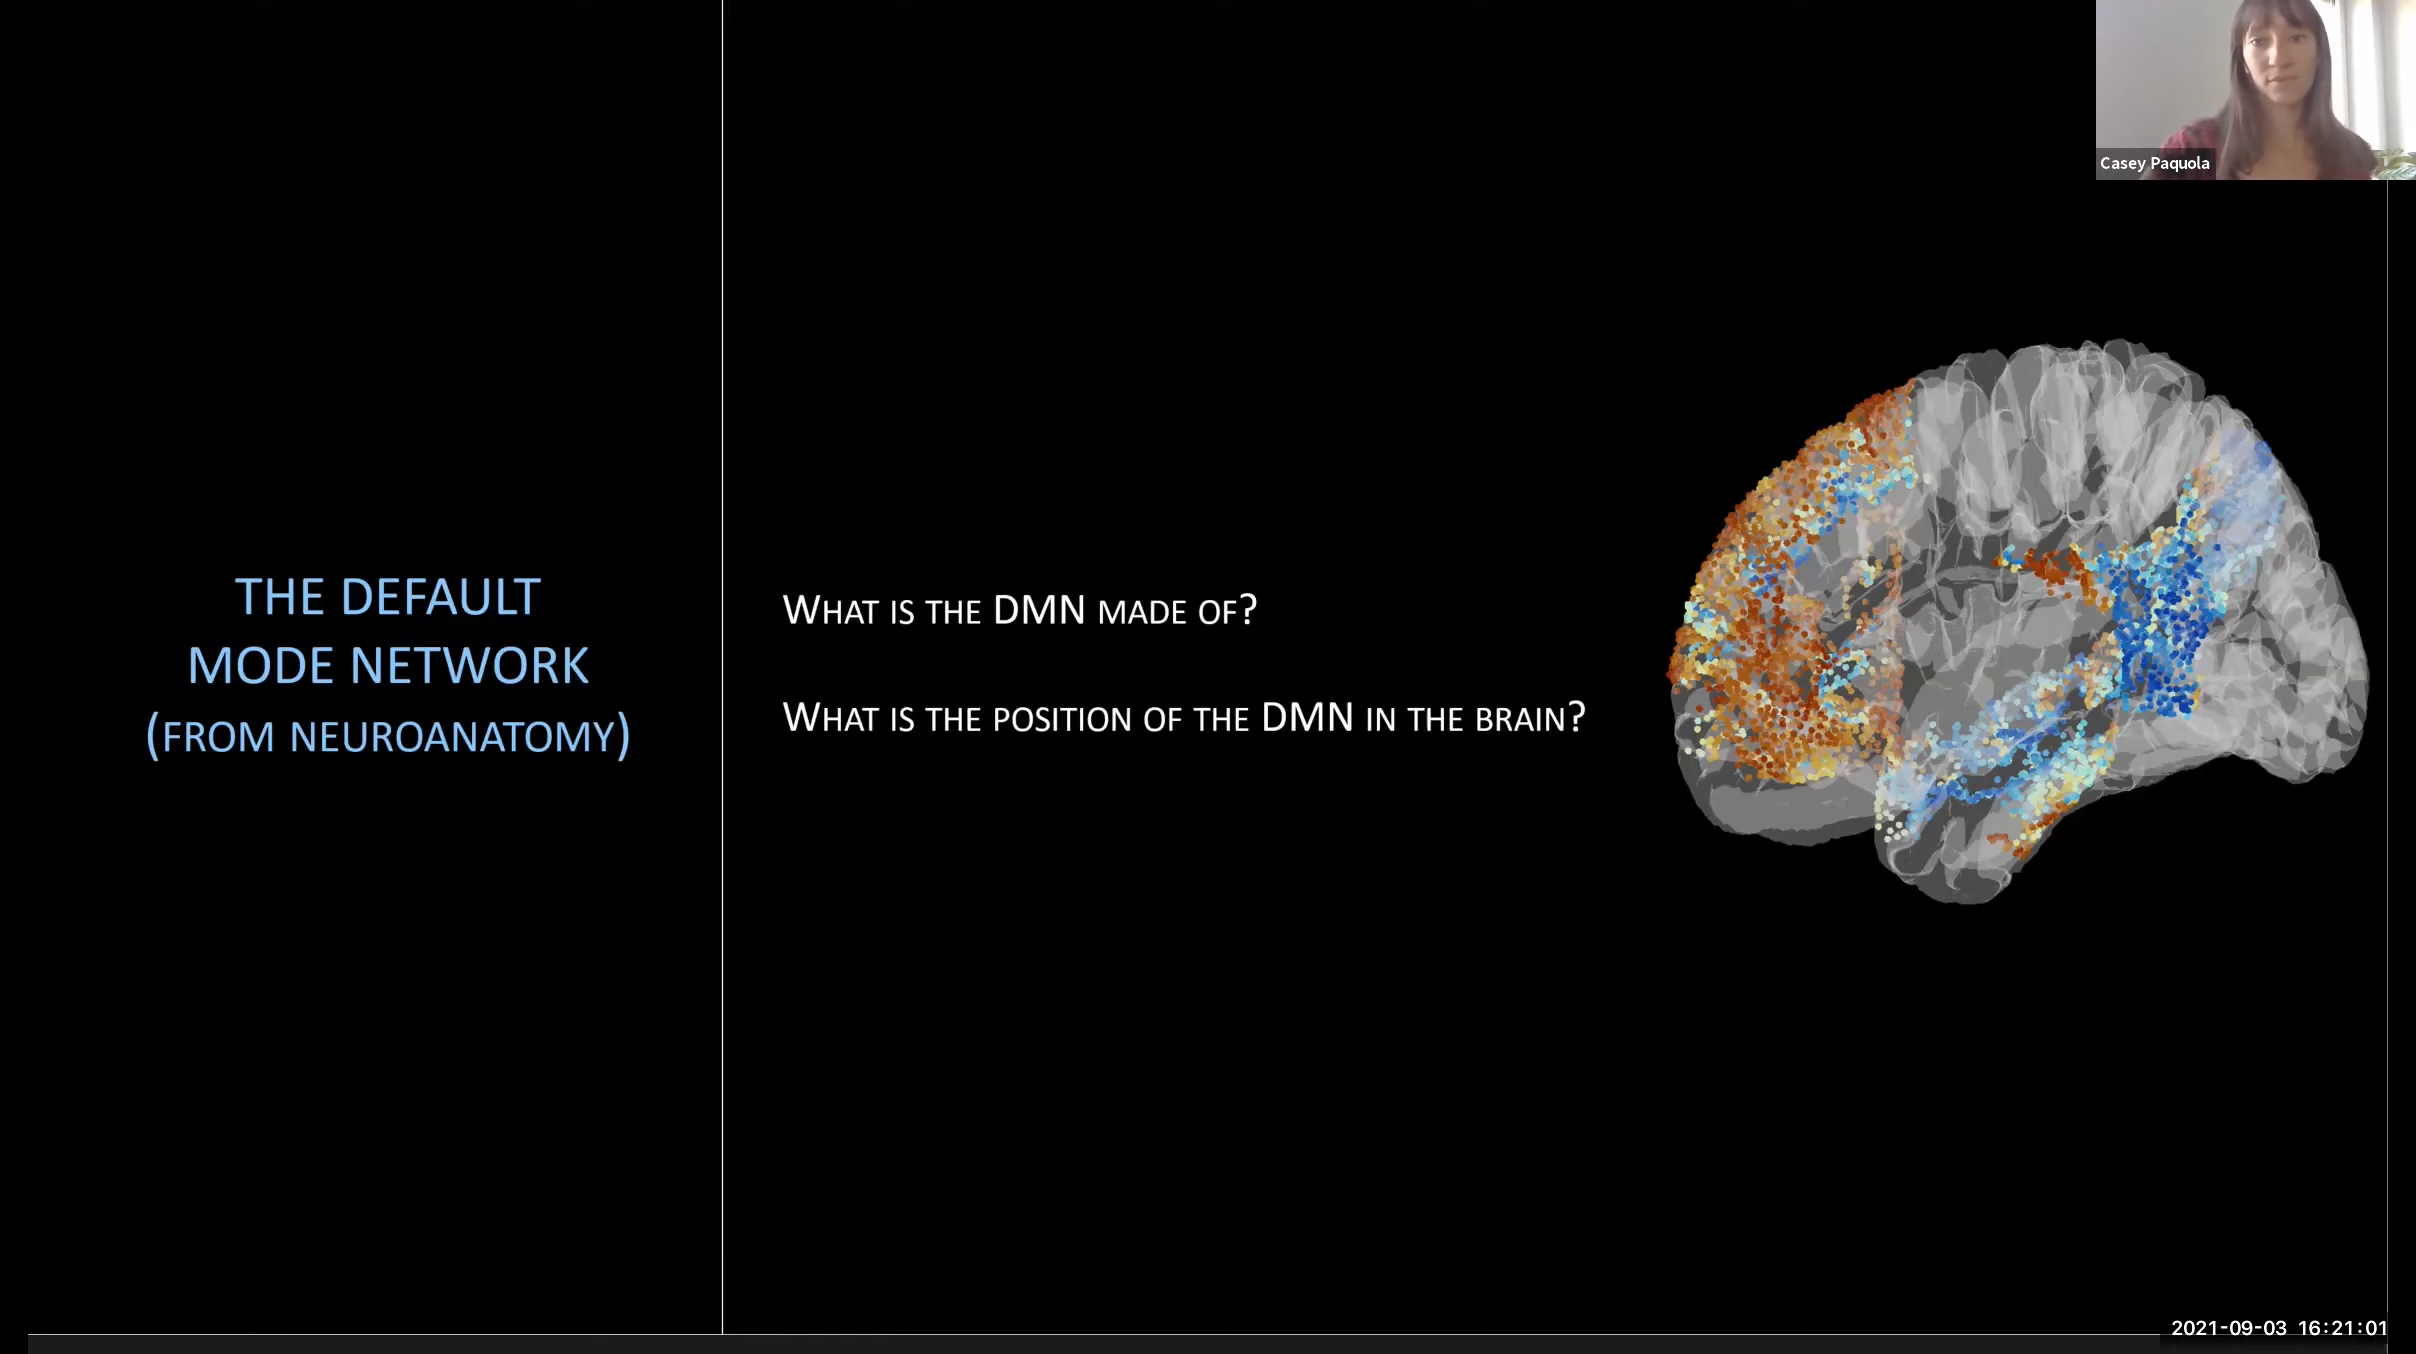 Casey Paquola
THE DEFAULT
MODE NETWORK
(FROM NEUROANATOMY)
WHAT IS THE DMN MADE OF?
WHAT IS THE POSITION OF THE DMN IN THE BRAIN?
2021-09-03 16:21:01